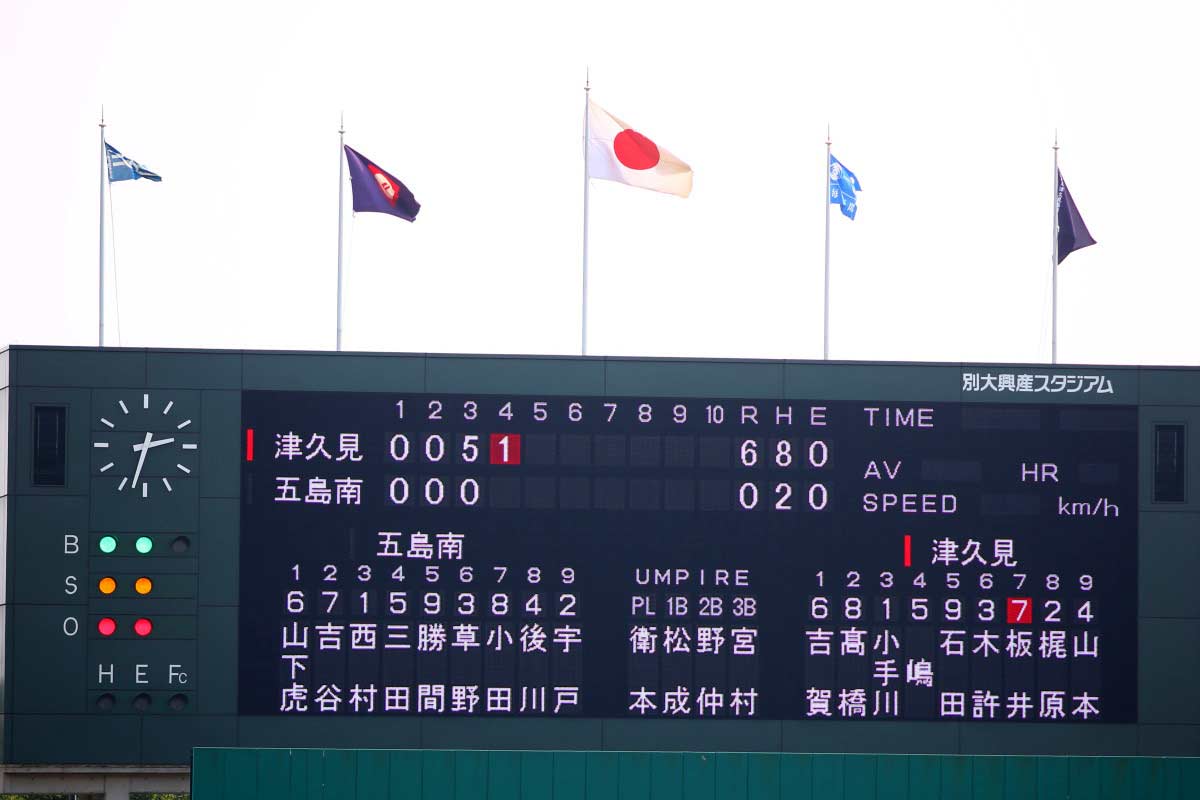 別大興産スタジアム
1 2 3 4 5 6 7 8 9 10 R H E
津久見 0 0 5 1 6 8 0
五島南 0 0 0 0 2 0
TIME
AV HR
SPEED km/h
B
S
O
H E Fc
五島南
1 2 3 4 5 6 7 8 9
6 7 1 5 9 3 8 4 2
山下虎 吉谷 西村 三田 勝間 草野 小田 後川 宇戸
UMPIRE
PL 1B 2B 3B
衛本 松成 野仲 宮村
津久見
1 2 3 4 5 6 7 8 9
6 8 1 5 9 3 7 2 4
吉賀 髙橋 小手川 嶋 石田 木許 板井 梶原 山本